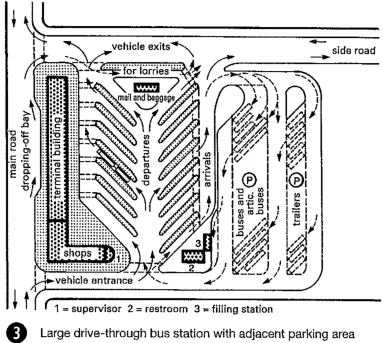 vehicle exits
side road
for lorries
mail and baggage
main road
dropping-off bay
terminal building
departures
arrivals
buses and
artic.
buses
P
P
trailers
shops
1
3
2
vehicle entrance
1 = supervisor 2 = restroom 3 = filling station
3 Large drive-through bus station with adjacent parking area